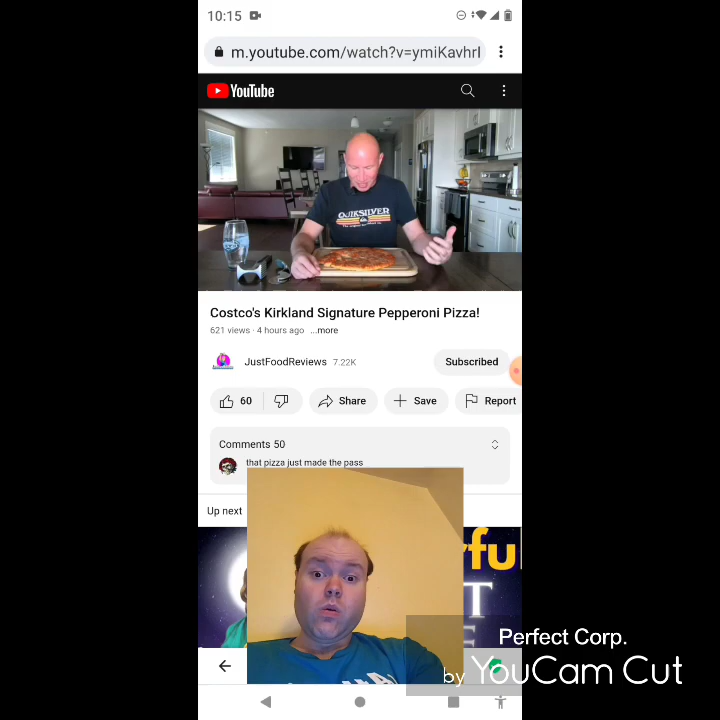 10:15
m.youtube.com/watch?v=ymiKavhrl
YouTube
QUIKSILVER
Costco's Kirkland Signature Pepperoni Pizza!
621 views · 4 hours ago ...more
JustFoodReviews 7.22K
Subscribed
60
Share
Save
Report
Comments 50
that pizza just made the pass
Up next
rful
T
E
Perfect Corp.
by YouCam Cut